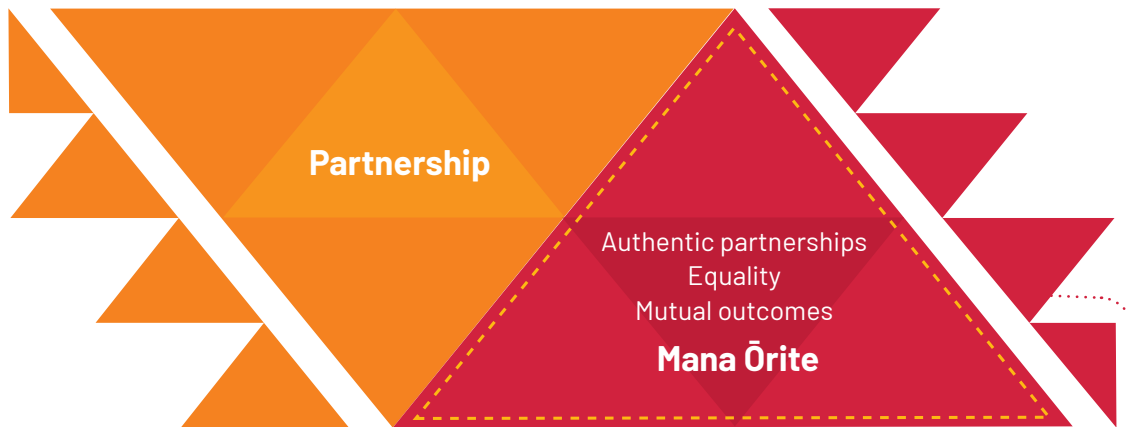 Partnership
Authentic partnerships
Equality
Mutual outcomes
Mana Ōrite